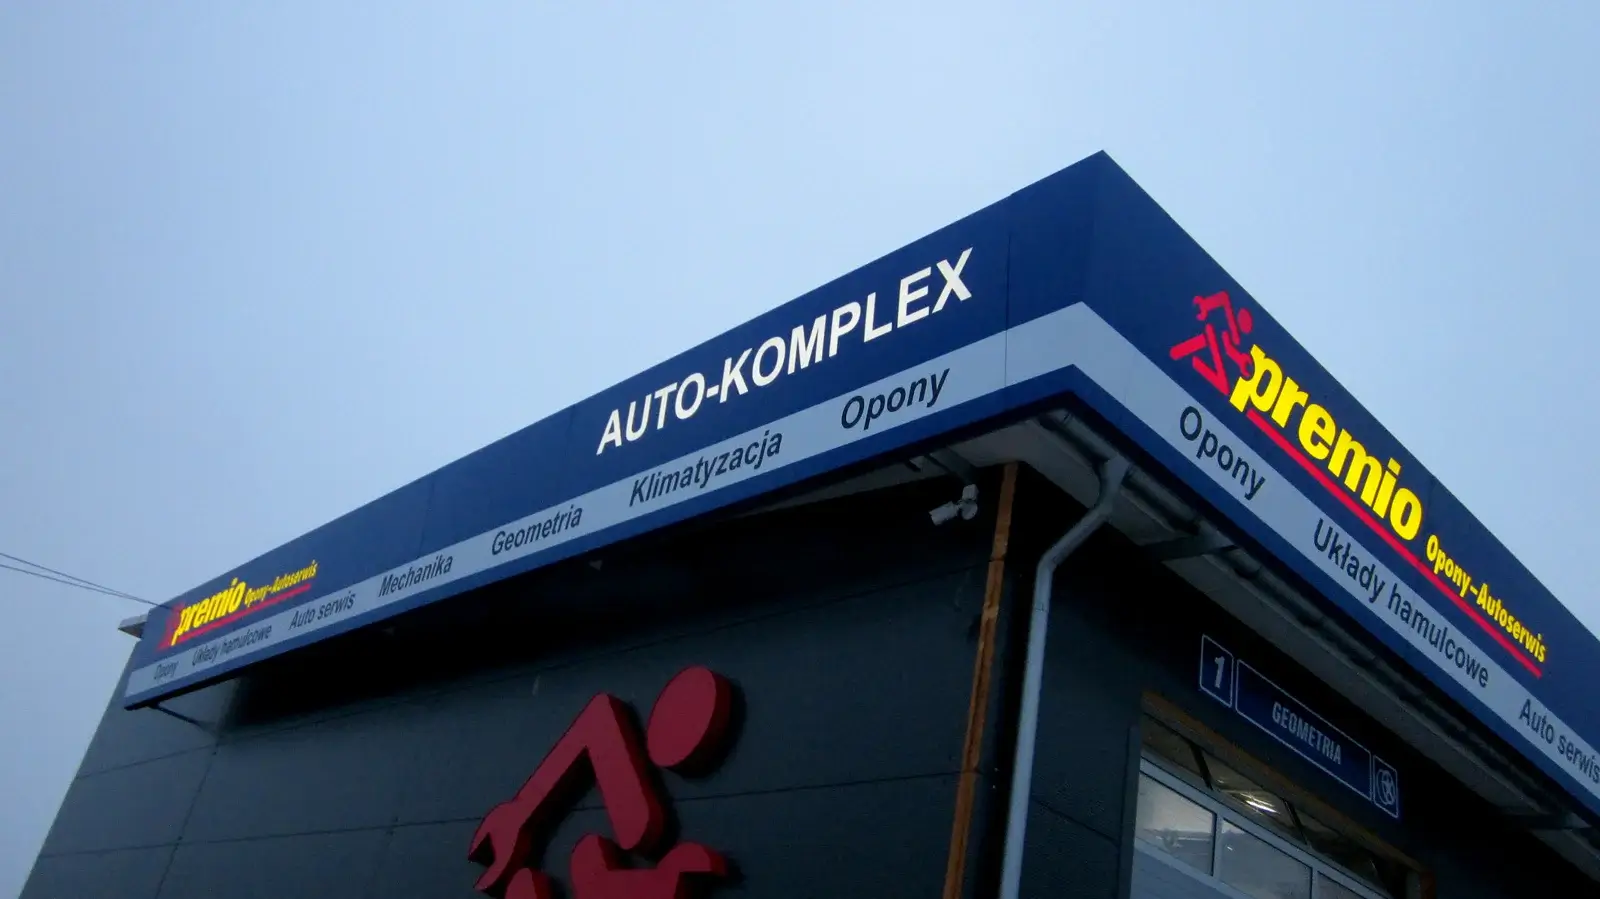 AUTO-KOMPLEX
premio Opony-Autoserwis
Opony Układy hamulcowe Auto serwis Mechanika Geometria Klimatyzacja Opony
premio Opony-Autoserwis
Opony Układy hamulcowe Auto serwis
1 GEOMETRIA